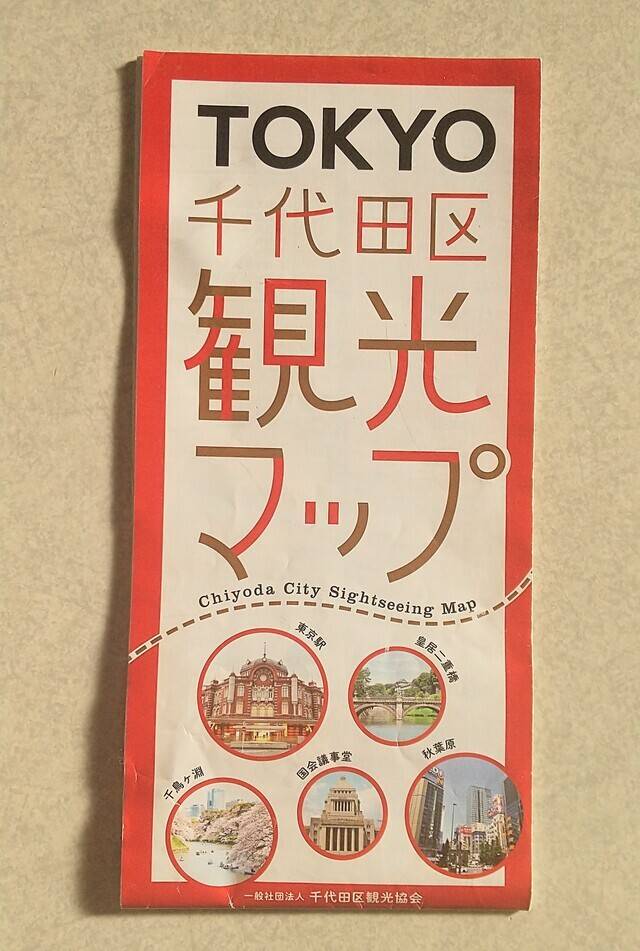 TOKYO
千代田区
観光
マップ
Chiyoda City Sightseeing Map
東京駅
皇居二重橋
千鳥ヶ淵
国会議事堂
秋葉原
一般社団法人 千代田区観光協会